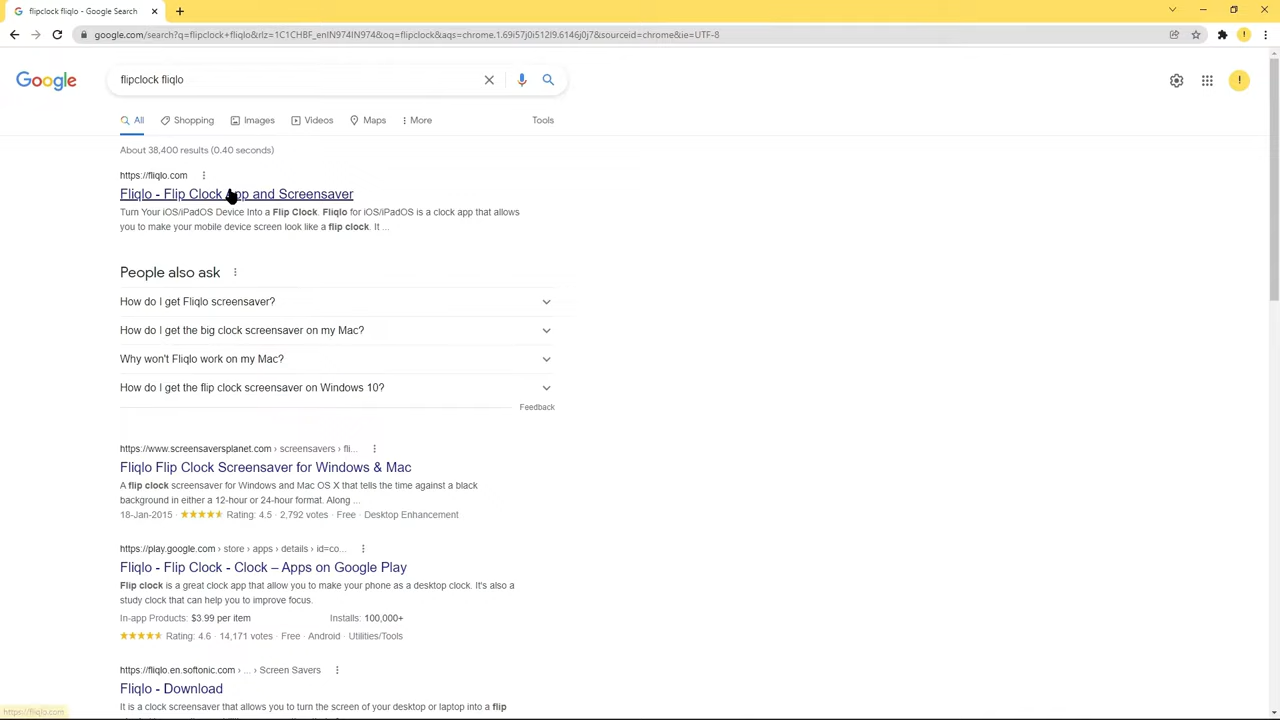 flipclock fliqlo - Google Search
google.com/search?q=flipclock+fliqlo&rlz=1C1CHBF_enIN974IN974&oq=flipclock&aqs=chrome.1.69i57j0i512l9.6146j0j7&sourceid=chrome&ie=UTF-8
Google
flipclock fliqlo
All Shopping Images Videos Maps More Tools
About 38,400 results (0.40 seconds)
https://fliqlo.com
Fliqlo - Flip Clock App and Screensaver
Turn Your iOS/iPadOS Device Into a Flip Clock. Fliqlo for iOS/iPadOS is a clock app that allows
you to make your mobile device screen look like a flip clock. It ...
People also ask
How do I get Fliqlo screensaver?
How do I get the big clock screensaver on my Mac?
Why won't Fliqlo work on my Mac?
How do I get the flip clock screensaver on Windows 10?
Feedback
https://www.screensaversplanet.com › screensavers › fli...
Fliqlo Flip Clock Screensaver for Windows & Mac
A flip clock screensaver for Windows and Mac OS X that tells the time against a black
background in either a 12-hour or 24-hour format. Along ...
18-Jan-2015 · Rating: 4.5 · 2,792 votes · Free · Desktop Enhancement
https://play.google.com › store › apps › details › id=co...
Fliqlo - Flip Clock - Clock – Apps on Google Play
Flip clock is a great clock app that allow you to make your phone as a desktop clock. It's also a
study clock that can help you to improve focus.
In-app Products: $3.99 per item Installs: 100,000+
Rating: 4.6 · 14,171 votes · Free · Android · Utilities/Tools
https://fliqlo.en.softonic.com › ... › Screen Savers
Fliqlo - Download
It is a clock screensaver that allows you to turn the screen of your desktop or laptop into a flip
https://fliqlo.com